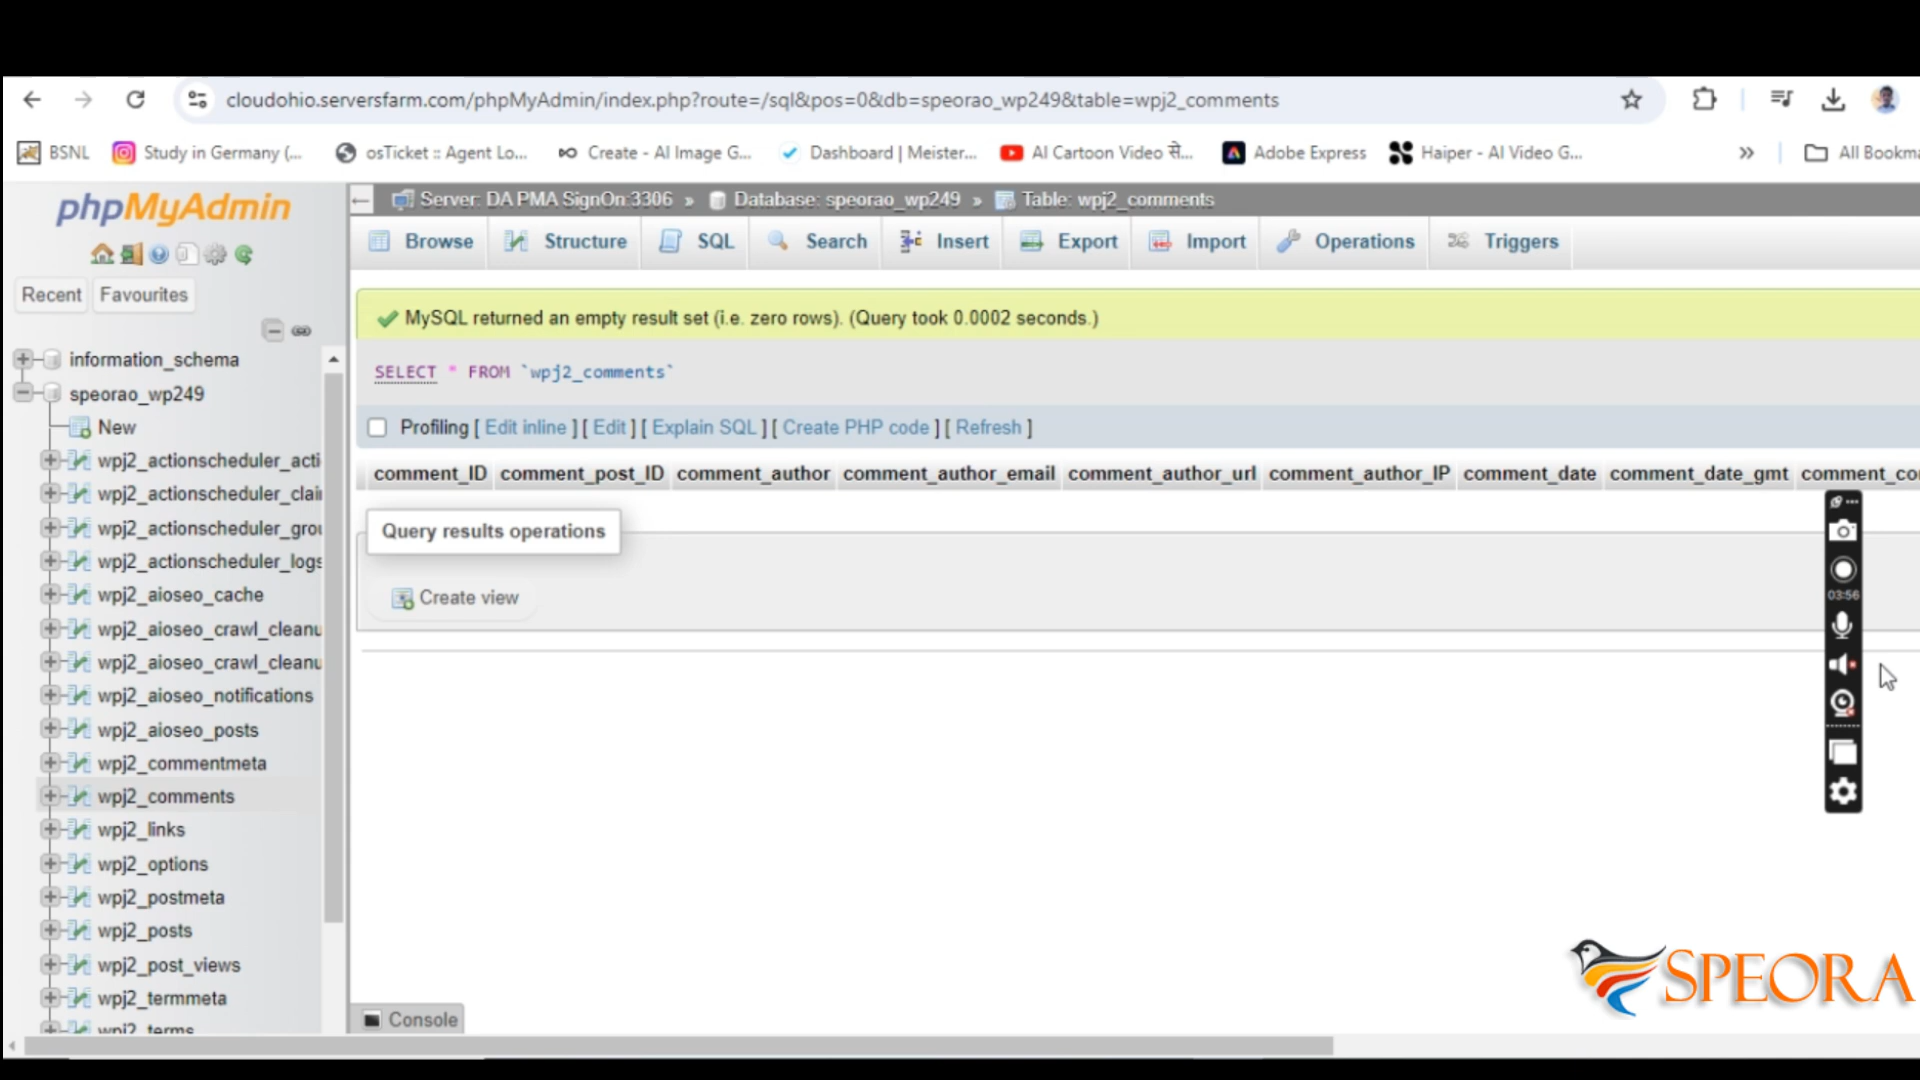 cloudohio.serversfarm.com/phpMyAdmin/index.php?route=/sql&pos=0&db=speorao_wp249&table=wpj2_comments
BSNL Study in Germany (... osTicket :: Agent Lo... Create - AI Image G... Dashboard | Meister... AI Cartoon Video से... Adobe Express Haiper - AI Video G... » All Bookma
phpMyAdmin
Recent Favourites
information_schema
speorao_wp249
New
wpj2_actionscheduler_acti
wpj2_actionscheduler_clai
wpj2_actionscheduler_grou
wpj2_actionscheduler_logs
wpj2_aioseo_cache
wpj2_aioseo_crawl_cleanu
wpj2_aioseo_crawl_cleanu
wpj2_aioseo_notifications
wpj2_aioseo_posts
wpj2_commentmeta
wpj2_comments
wpj2_links
wpj2_options
wpj2_postmeta
wpj2_posts
wpj2_post_views
wpj2_termmeta
wpj2_terms
Server: DA PMA SignOn:3306 » Database: speorao_wp249 » Table: wpj2_comments
Browse Structure SQL Search Insert Export Import Operations Triggers
MySQL returned an empty result set (i.e. zero rows). (Query took 0.0002 seconds.)
SELECT * FROM `wpj2_comments`
Profiling [ Edit inline ] [ Edit ] [ Explain SQL ] [ Create PHP code ] [ Refresh ]
comment_ID comment_post_ID comment_author comment_author_email comment_author_url comment_author_IP comment_date comment_date_gmt comment_co
Query results operations
Create view
03:56
SPEORA
Console